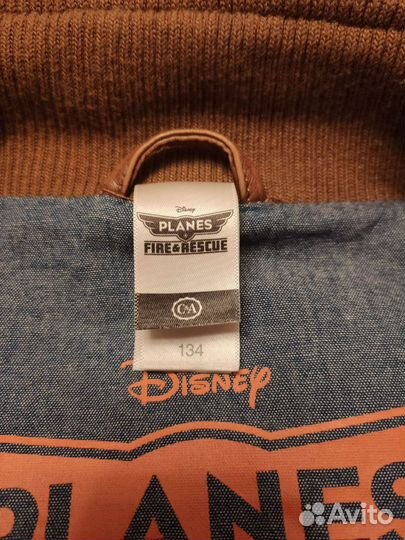 Disney
PLANES
FIRE&RESCUE
C&A
134
DISNEY
PLANES
Avito